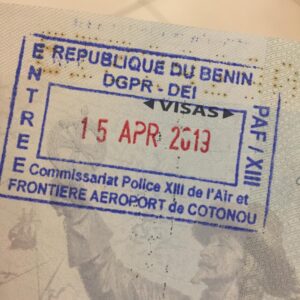 REPUBLIQUE DU BENIN
DGPR - DEI
VISAS
15 APR 2019
ENTREE
PAF / XIII
Commissariat Police XIII de l'Air et
FRONTIERE AEROPORT de COTONOU